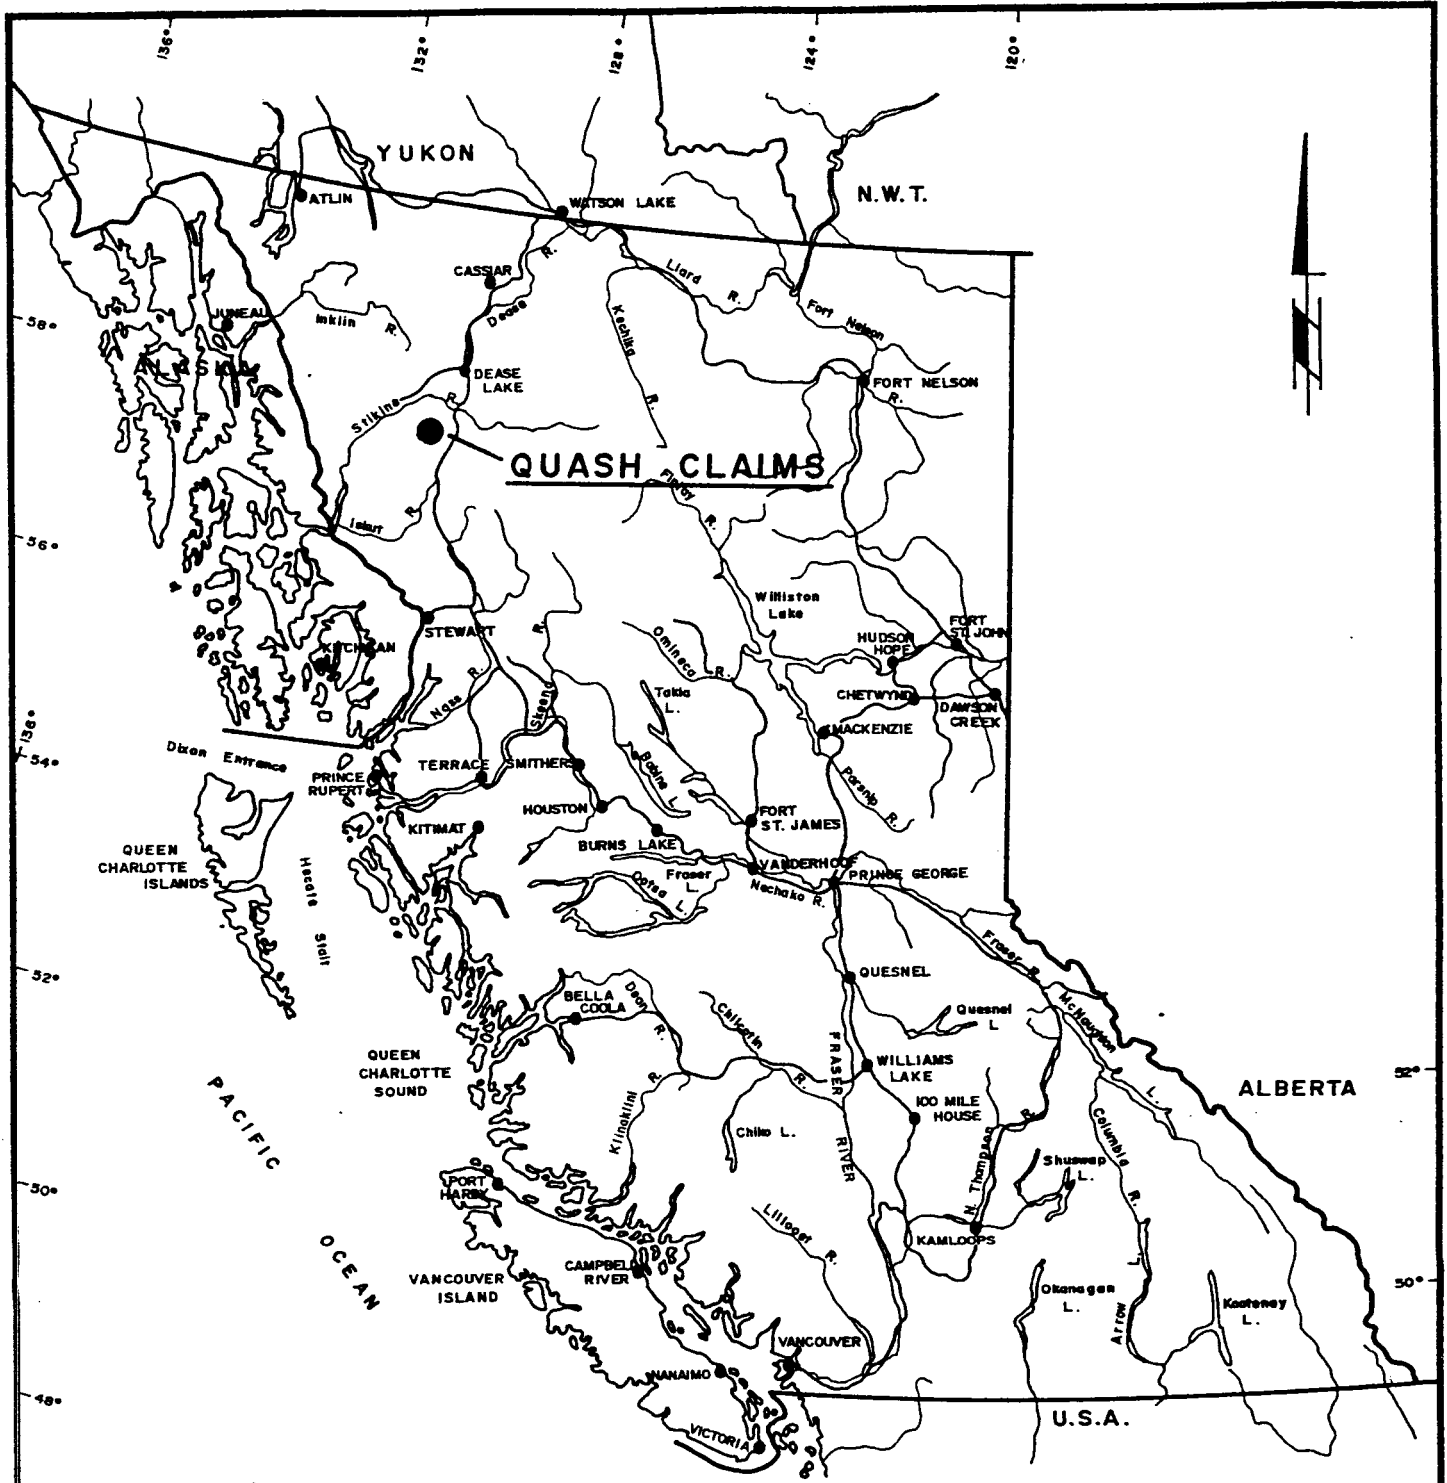 136°
132°
128°
124°
120°
YUKON
N.W.T.
ATLIN
WATSON LAKE
CASSIAR
R.
Liard
R.
Dease
Kechika
R.
Fort Nelson
R.
58°
JUNEAU
Inklin
R.
ALASKA
DEASE
LAKE
FORT NELSON
Stikine
R.
QUASH CLAIMS
Finlay
R.
Iskut
R.
56°
Williston
Lake
FORT
ST. JOHN
HUDSON
HOPE
STEWART
R.
Omineca
R.
KETCHIKAN
Nass
R.
Skeena
Takla
L.
CHETWYND
DAWSON
CREEK
MACKENZIE
136°
54°
Dixon Entrance
PRINCE
RUPERT
TERRACE
SMITHERS
Babine
L.
Parsnip
R.
HOUSTON
FORT
ST. JAMES
KITIMAT
BURNS LAKE
QUEEN
CHARLOTTE
ISLANDS
Hecate
Stait
Ootsa
L.
Fraser
L.
VANDERHOOF
Nechako R.
PRINCE GEORGE
Fraser R.
52°
QUESNEL
BELLA
COOLA
Dean
R.
Chilcotin
R.
Quesnel
L
McNaughton
L.
QUEEN
CHARLOTTE
SOUND
FRASER
RIVER
WILLIAMS
LAKE
ALBERTA
52°
PACIFIC
OCEAN
Klinaklini
R.
100 MILE
HOUSE
Chiko L.
N. Thompson
R.
Columbia
R.
Shuswap
L.
50°
PORT
HARDY
Lillooet
R.
KAMLOOPS
CAMPBELL
RIVER
VANCOUVER
ISLAND
Okanagan
L.
Arrow
L.
Kootenay
L.
50°
VANCOUVER
NANAIMO
48°
VICTORIA
U.S.A.